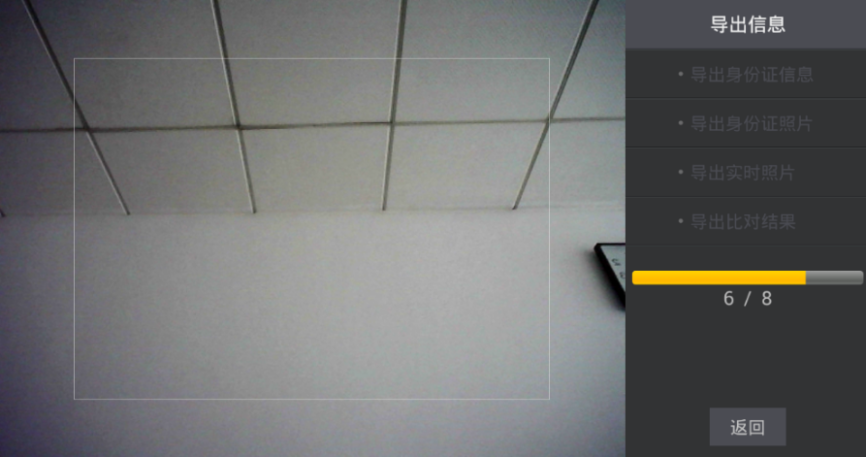 导出信息
• 导出身份证信息
• 导出身份证照片
• 导出实时照片
• 导出比对结果
6 / 8
返回